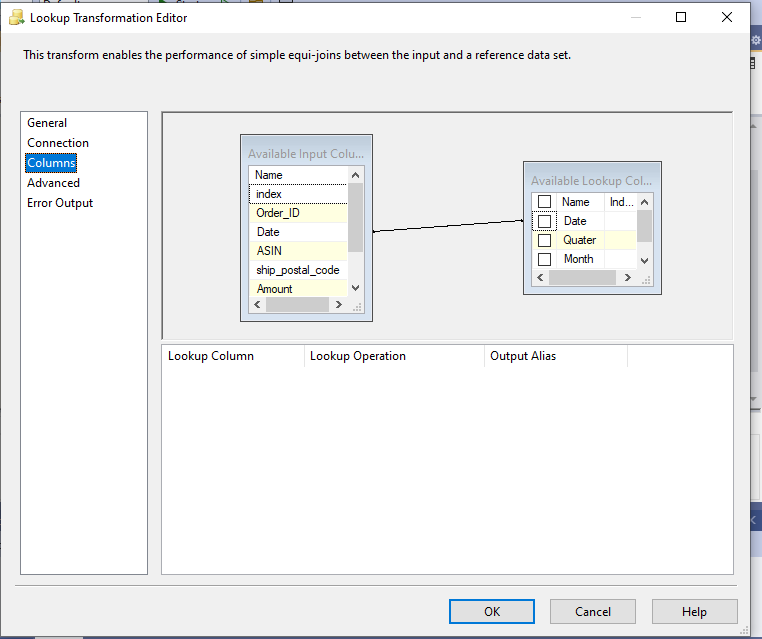 Lookup Transformation Editor
This transform enables the performance of simple equi-joins between the input and a reference data set.
General
Connection
Columns
Advanced
Error Output
Available Input Colu...
Name
index
Order_ID
Date
ASIN
ship_postal_code
Amount
Available Lookup Col...
Name Ind...
Date
Quater
Month
Lookup Column Lookup Operation Output Alias
OK Cancel Help